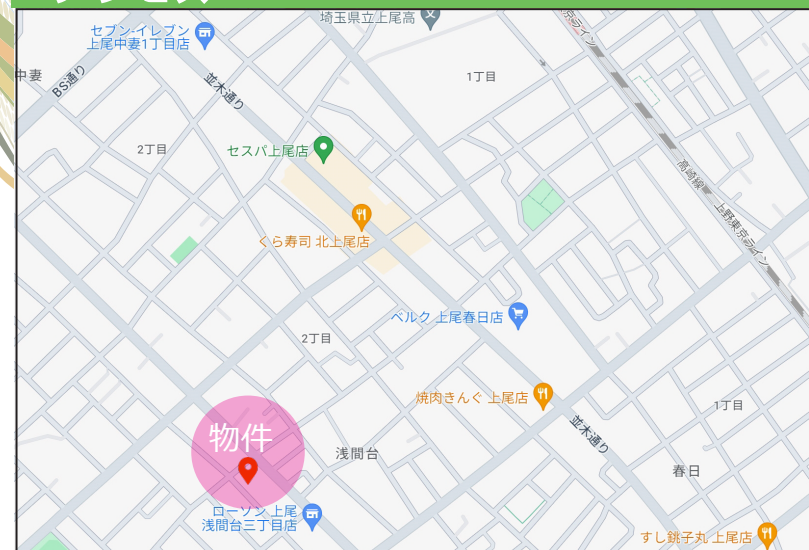 埼玉県立上尾高
セブン-イレブン
上尾中妻1丁目店
中妻
BS通り
並木通り
1丁目
2丁目
セスパ上尾店
高崎線
上野東京ライン
くら寿司 北上尾店
ベルク 上尾春日店
2丁目
焼肉きんぐ 上尾店
1丁目
並木通り
物件
浅間台
春日
ローソン 上尾
浅間台三丁目店
すし銚子丸 上尾店